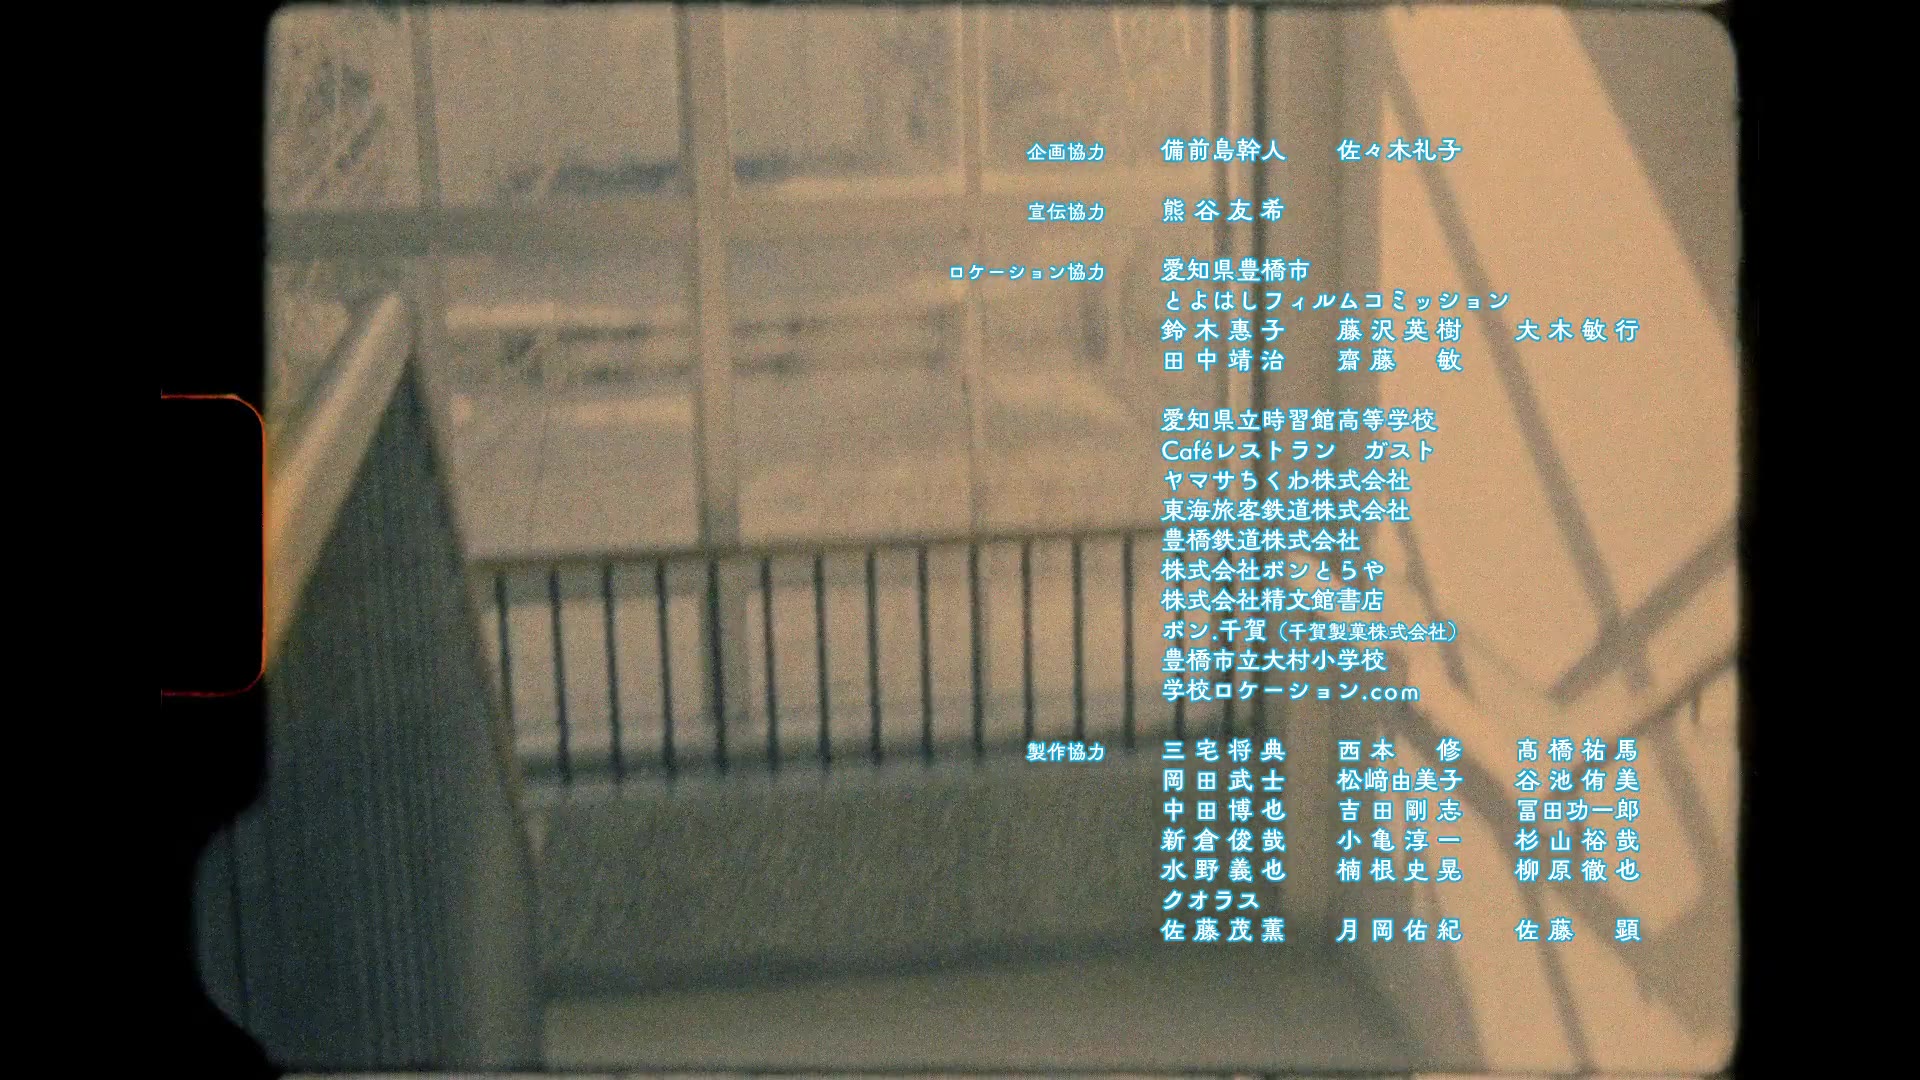 企画協力 備前島幹人 佐々木礼子
宣伝協力 熊谷友希
ロケーション協力 愛知県豊橋市
とよはしフィルムコミッション
鈴木惠子 藤沢英樹 大木敏行
田中靖治 齋藤 敏
愛知県立時習館高等学校
Caféレストラン ガスト
ヤマサちくわ株式会社
東海旅客鉄道株式会社
豊橋鉄道株式会社
株式会社ボンとらや
株式会社精文館書店
ボン.千賀（千賀製菓株式会社）
豊橋市立大村小学校
学校ロケーション.com
製作協力 三宅将典 西本 修 髙橋祐馬
岡田武士 松﨑由美子 谷池侑美
中田博也 吉田剛志 冨田功一郎
新倉俊哉 小亀淳一 杉山裕哉
水野義也 楠根史晃 柳原徹也
クオラス
佐藤茂薫 月岡佑紀 佐藤 顕